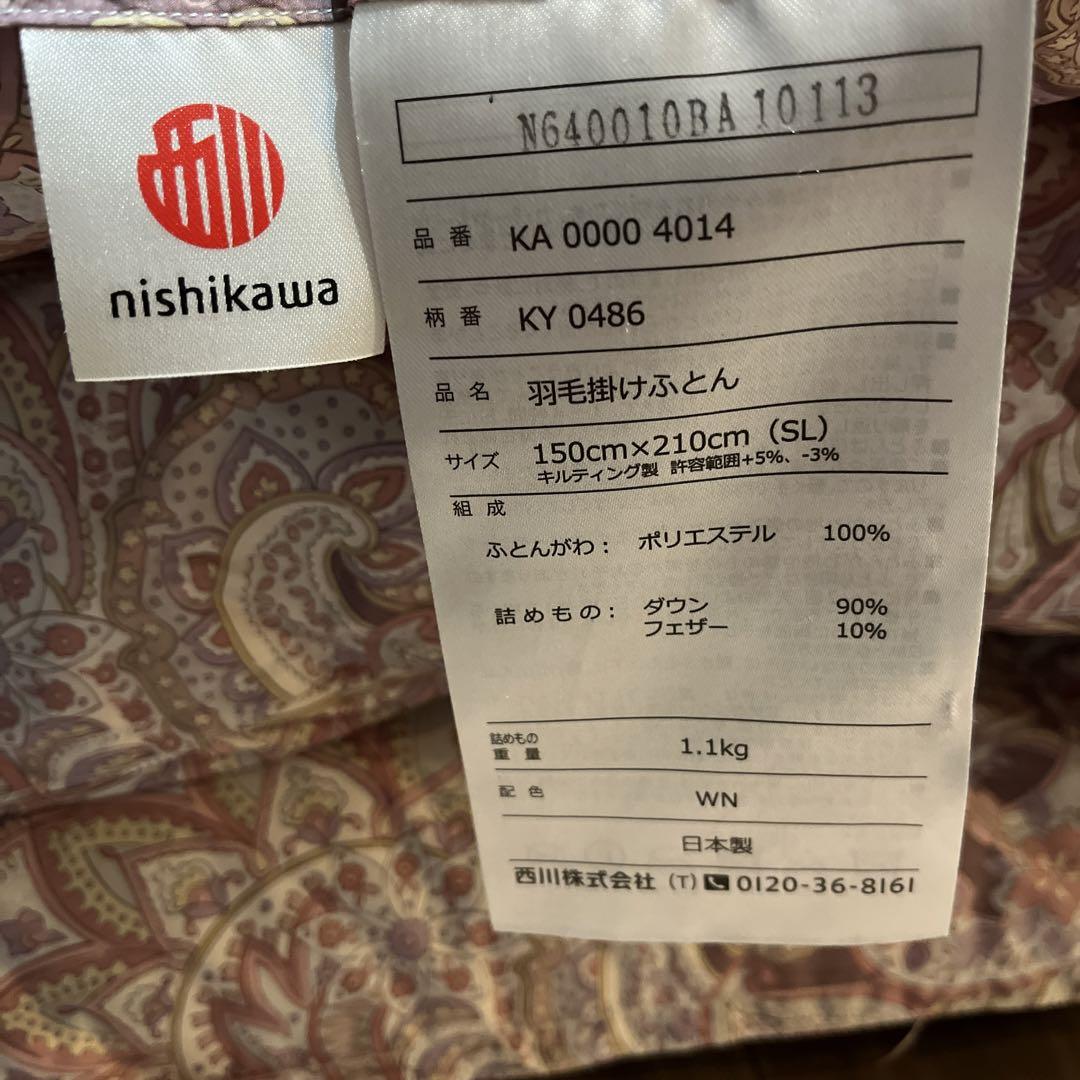 西川
nishikawa
N640010BA 10113
品番 KA 0000 4014
柄番 KY 0486
品名 羽毛掛けふとん
サイズ 150cm×210cm（SL）
キルティング製 許容範囲+5%、-3%
組成
ふとんがわ： ポリエステル 100%
詰めもの： ダウン 90%
フェザー 10%
詰めもの
重量 1.1kg
配色 WN
日本製
西川株式会社 (T) 0120-36-8161